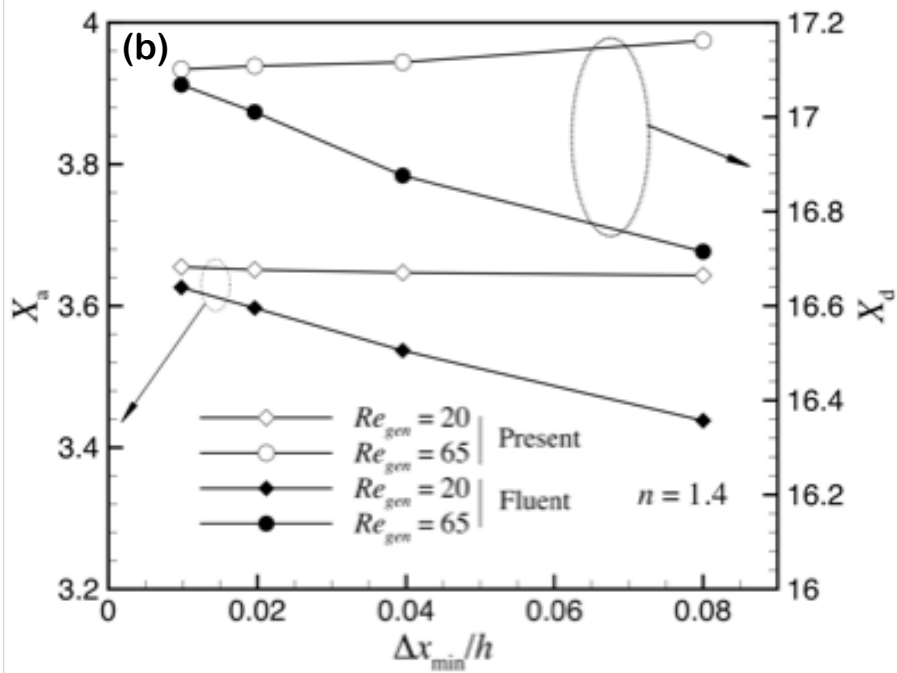 (b)
4
3.8
3.6
3.4
3.2
X_a
17.2
17
16.8
16.6
16.4
16.2
16
X_d
Re_gen = 20
Re_gen = 65
Present
Re_gen = 20
Re_gen = 65
Fluent
n = 1.4
0 0.02 0.04 0.06 0.08
Δx_min/h